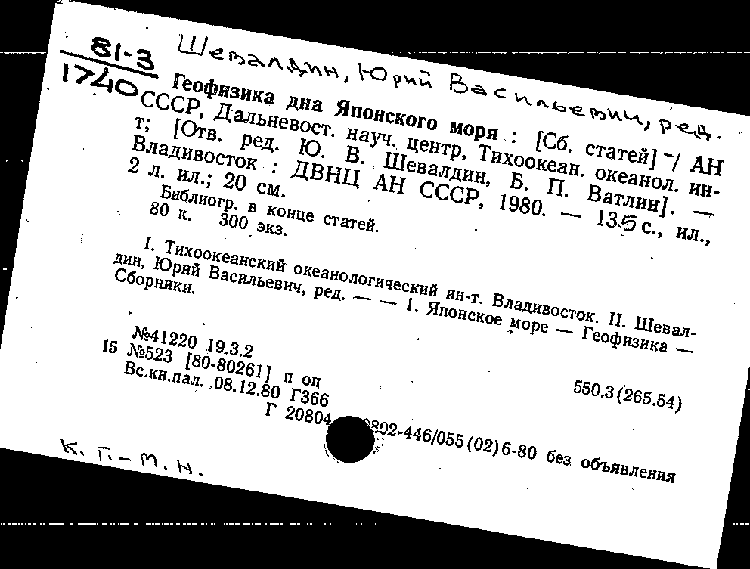 81-3
1740
Шевалдин, Юрий Васильевич, ред.
Геофизика дна Японского моря : [Сб. статей] / АН
СССР, Дальневост. науч. центр, Тихоокеан. океанол. ин-
т; [Отв. ред. Ю. В. Шевалдин, Б. П. Ватлин]. —
Владивосток : ДВНЦ АН СССР, 1980. — 135 с., ил.,
2 л. ил.; 20 см.
Библиогр. в конце статей.
80 к. 300 экз.
I. Тихоокеанский океанологический ин-т. Владивосток. II. Шевал-
дин, Юрий Васильевич, ред. — — 1. Японское море — Геофизика —
Сборники.
№41220 19.3.2
15 №523 [80-80261] п оп
550.3(265.54)
Вс.кн.пал. 08.12.80 Г366
Г 20804 0802-446/055(02)6-80 без объявления
К. П-М. Н.